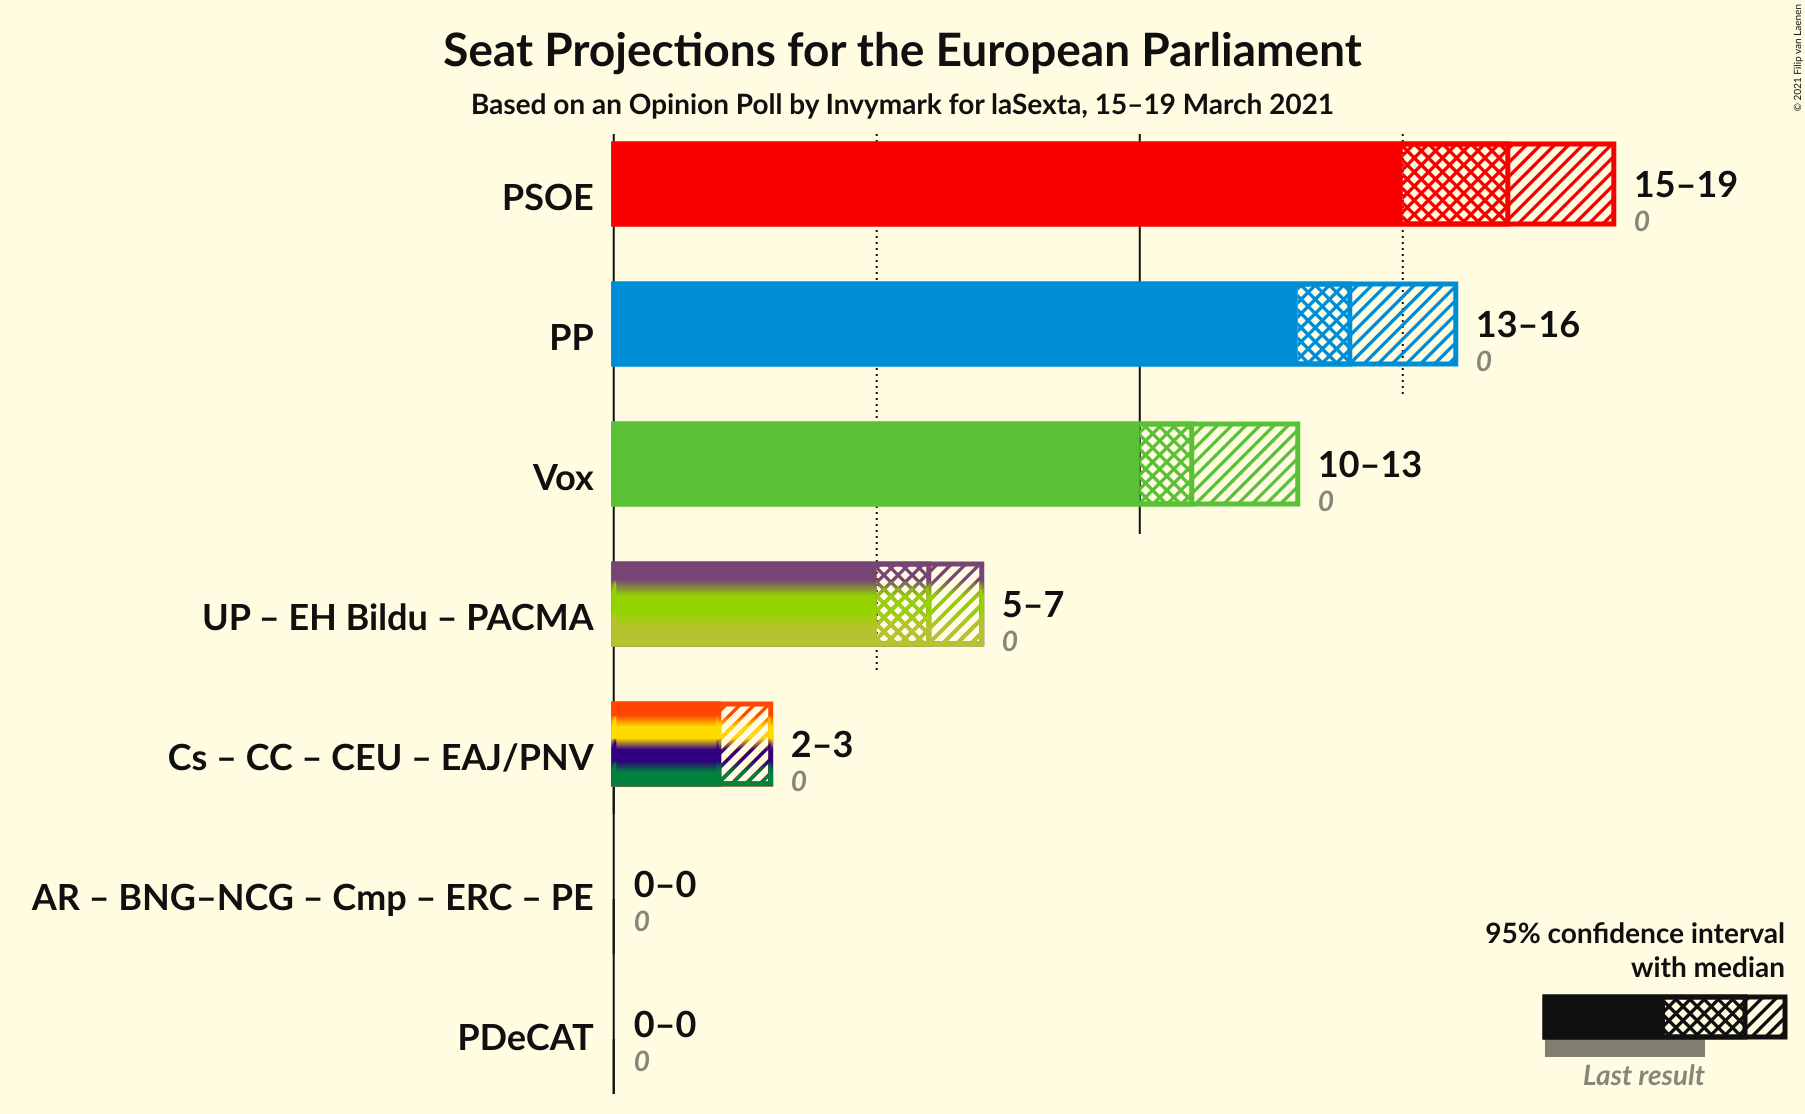 Seat Projections for the European Parliament
Based on an Opinion Poll by Invymark for laSexta, 15–19 March 2021
© 2021 Filip van Laenen
PSOE
15–19
0
PP
13–16
0
Vox
10–13
0
UP – EH Bildu – PACMA
5–7
0
Cs – CC – CEU – EAJ/PNV
2–3
0
AR – BNG–NCG – Cmp – ERC – PE
0–0
0
PDeCAT
0–0
0
95% confidence interval
with median
Last result